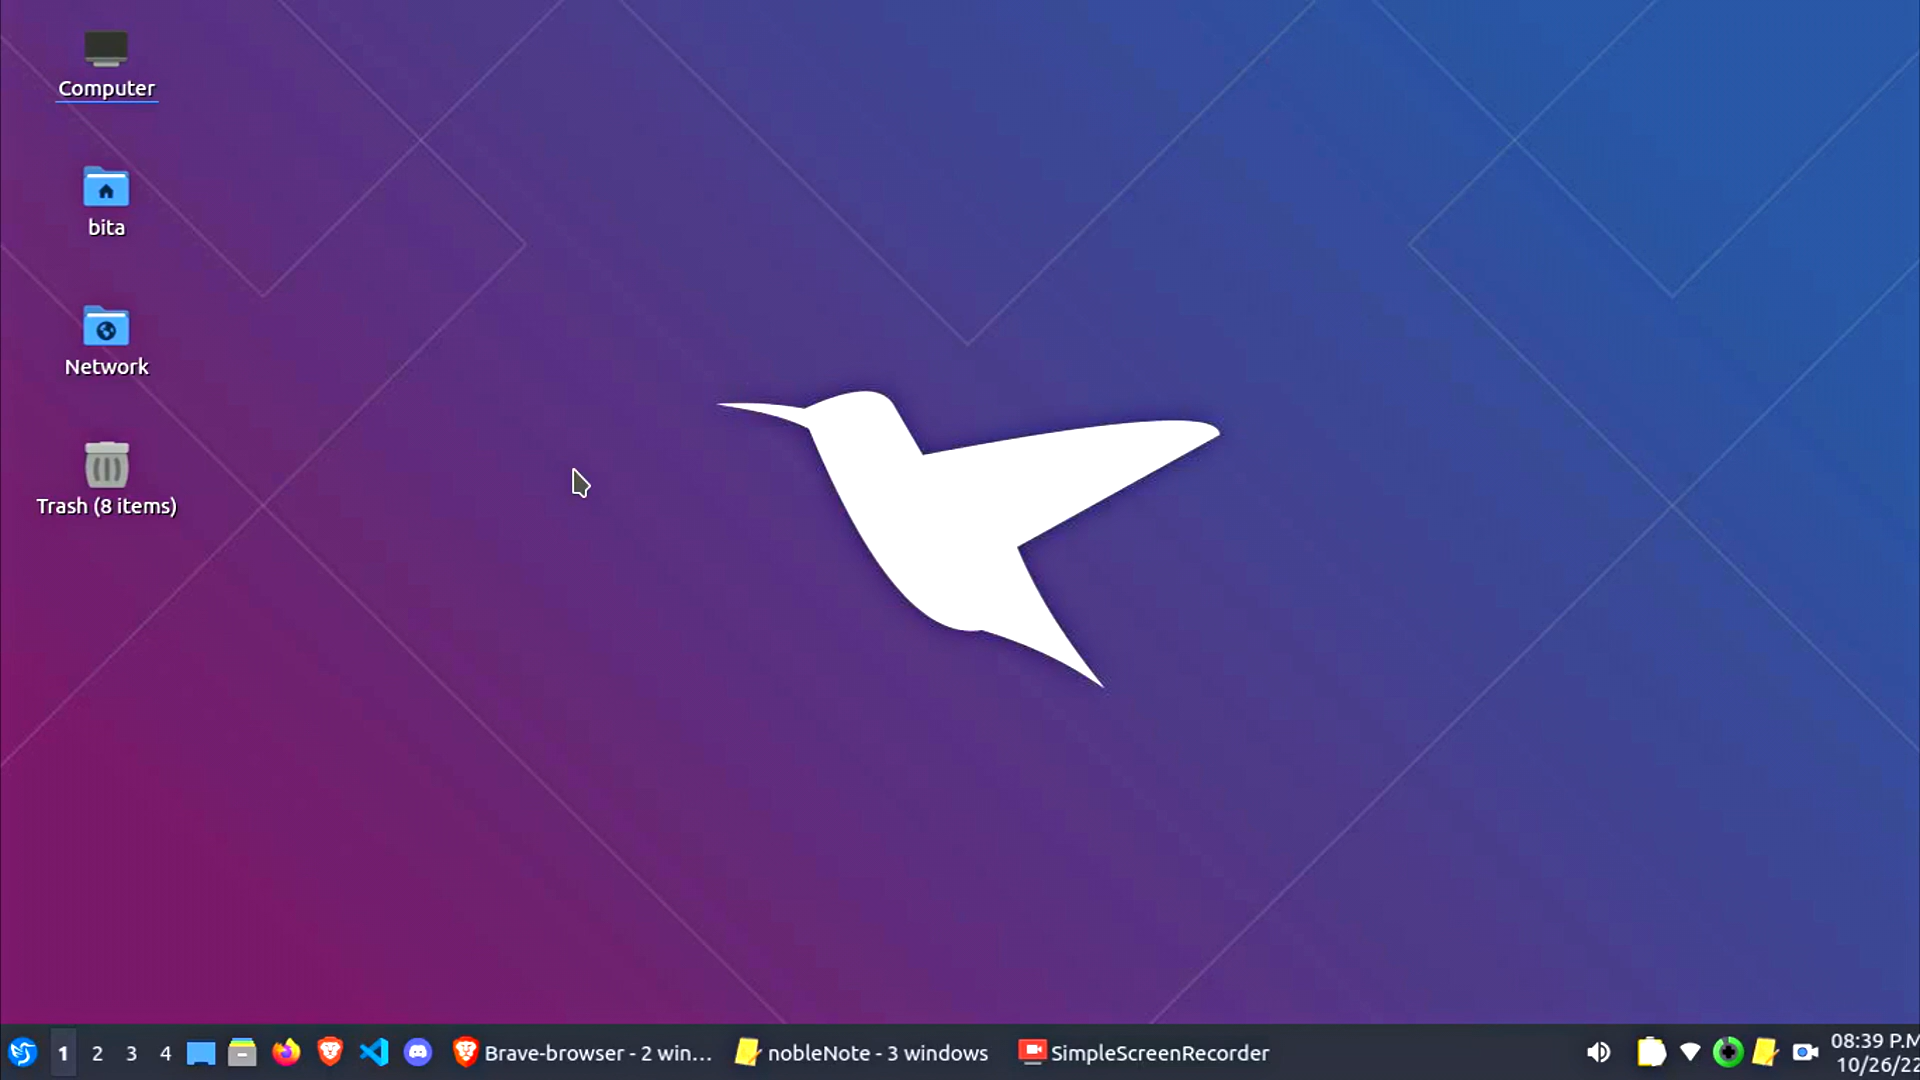 Computer
bita
Network
Trash (8 items)
1 2 3 4 Brave-browser - 2 win... nobleNote - 3 windows SimpleScreenRecorder
08:39 P.M
10/26/22